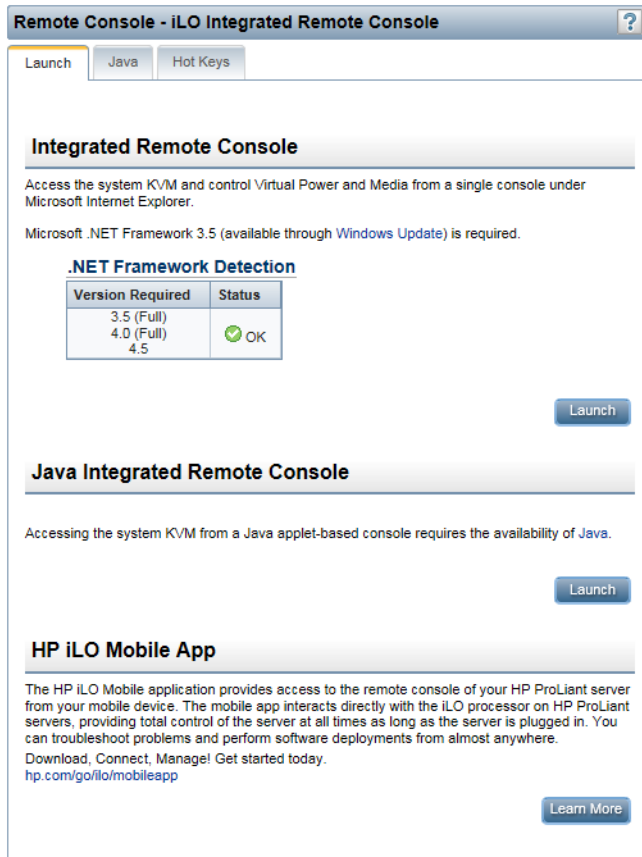 Remote Console - iLO Integrated Remote Console
?
Launch
Java
Hot Keys
Integrated Remote Console
Access the system KVM and control Virtual Power and Media from a single console under
Microsoft Internet Explorer.
Microsoft .NET Framework 3.5 (available through Windows Update) is required.
.NET Framework Detection
Version Required Status
3.5 (Full)
4.0 (Full)
4.5
OK
Launch
Java Integrated Remote Console
Accessing the system KVM from a Java applet-based console requires the availability of Java.
Launch
HP iLO Mobile App
The HP iLO Mobile application provides access to the remote console of your HP ProLiant server
from your mobile device. The mobile app interacts directly with the iLO processor on HP ProLiant
servers, providing total control of the server at all times as long as the server is plugged in. You
can troubleshoot problems and perform software deployments from almost anywhere.
Download, Connect, Manage! Get started today.
hp.com/go/ilo/mobileapp
Learn More